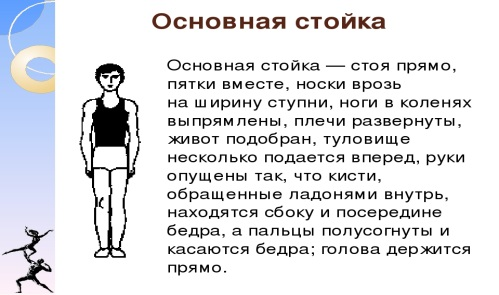 Основная стойка
Основная стойка — стоя прямо,
пятки вместе, носки врозь
на ширину ступни, ноги в коленях
выпрямлены, плечи развернуты,
живот подобран, туловище
несколько подается вперед, руки
опущены так, что кисти,
обращенные ладонями внутрь,
находятся сбоку и посередине
бедра, а пальцы полусогнуты и
касаются бедра; голова держится
прямо.